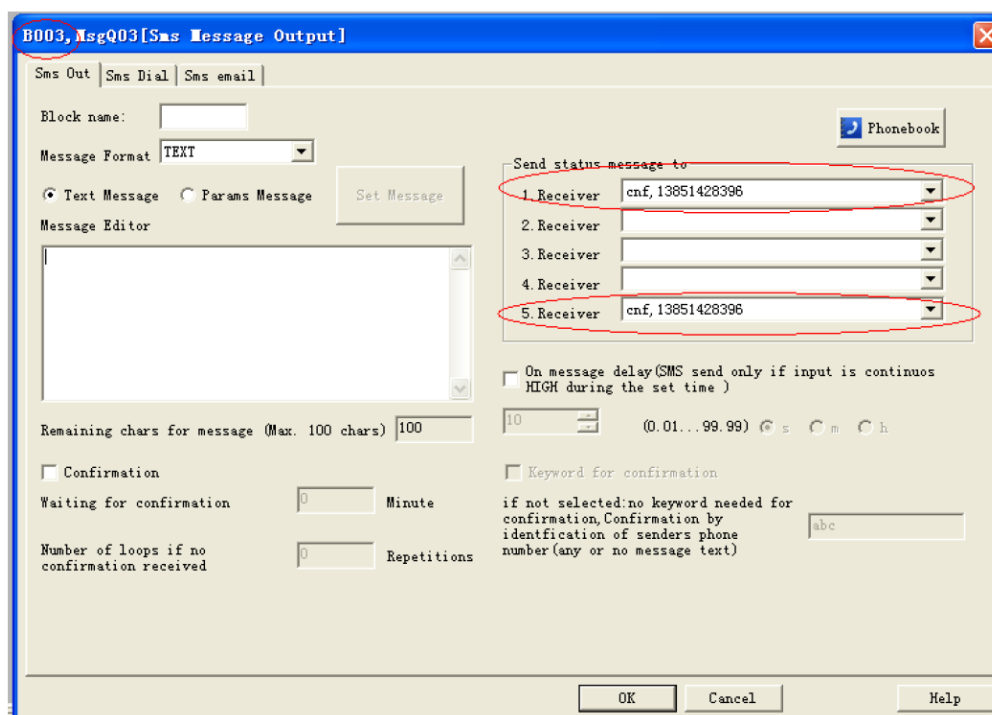 B003,MsgQ03[Sms Message Output]
Sms Out Sms Dial Sms email
Block name:
Phonebook
Message Format TEXT
Text Message Params Message Set Message
Message Editor
Send status message to
1. Receiver cnf, 13851428396
2. Receiver
3. Receiver
4. Receiver
5. Receiver cnf, 13851428396
On message delay(SMS send only if input is continuos
HIGH during the set time )
10 (0.01...99.99) s m h
Remaining chars for message (Max. 100 chars) 100
Confirmation
Keyword for confirmation
Waiting for confirmation 0 Minute
if not selected:no keyword needed for
confirmation,Confirmation by
identfication of senders phone
number(any or no message text)
abc
Number of loops if no
confirmation received
0 Repetitions
OK Cancel Help